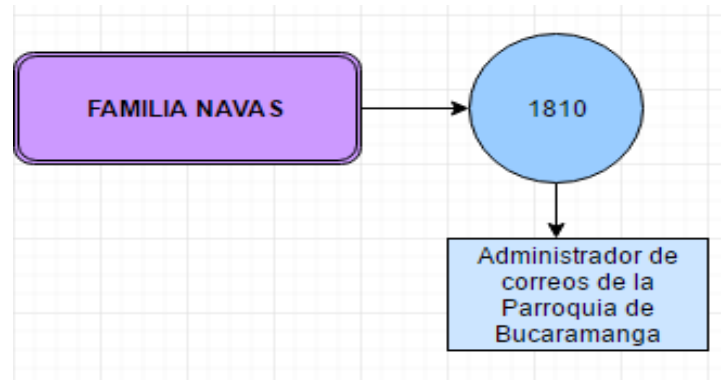 FAMILIA NAVAS
1810
Administrador de
correos de la
Parroquia de
Bucaramanga